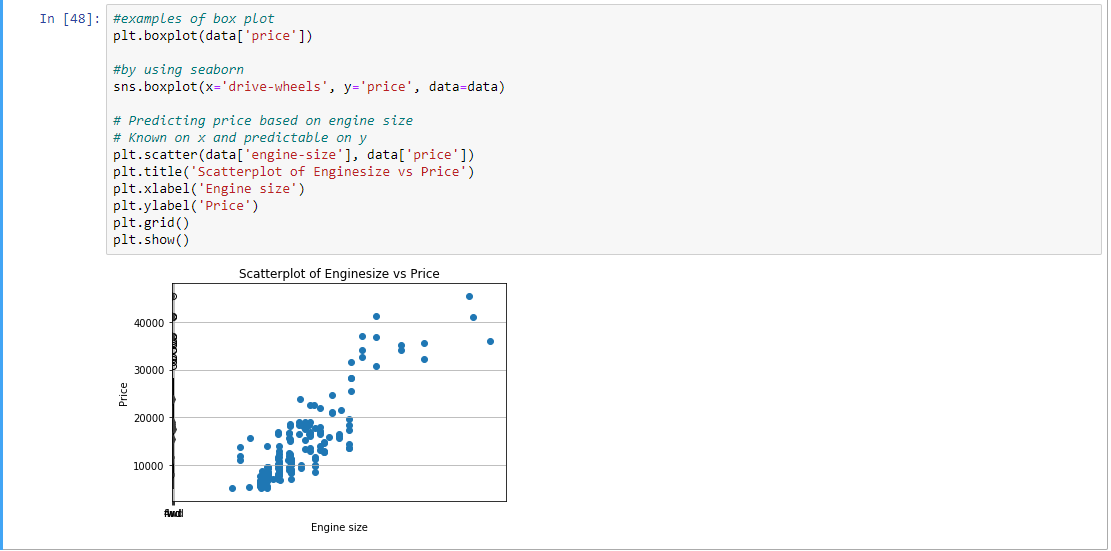 In [48]:
#examples of box plot
plt.boxplot(data['price'])
#by using seaborn
sns.boxplot(x='drive-wheels', y='price', data=data)
# Predicting price based on engine size
# Known on x and predictable on y
plt.scatter(data['engine-size'], data['price'])
plt.title('Scatterplot of Enginesize vs Price')
plt.xlabel('Engine size')
plt.ylabel('Price')
plt.grid()
plt.show()
Scatterplot of Enginesize vs Price
40000
30000
20000
10000
Price
Engine size